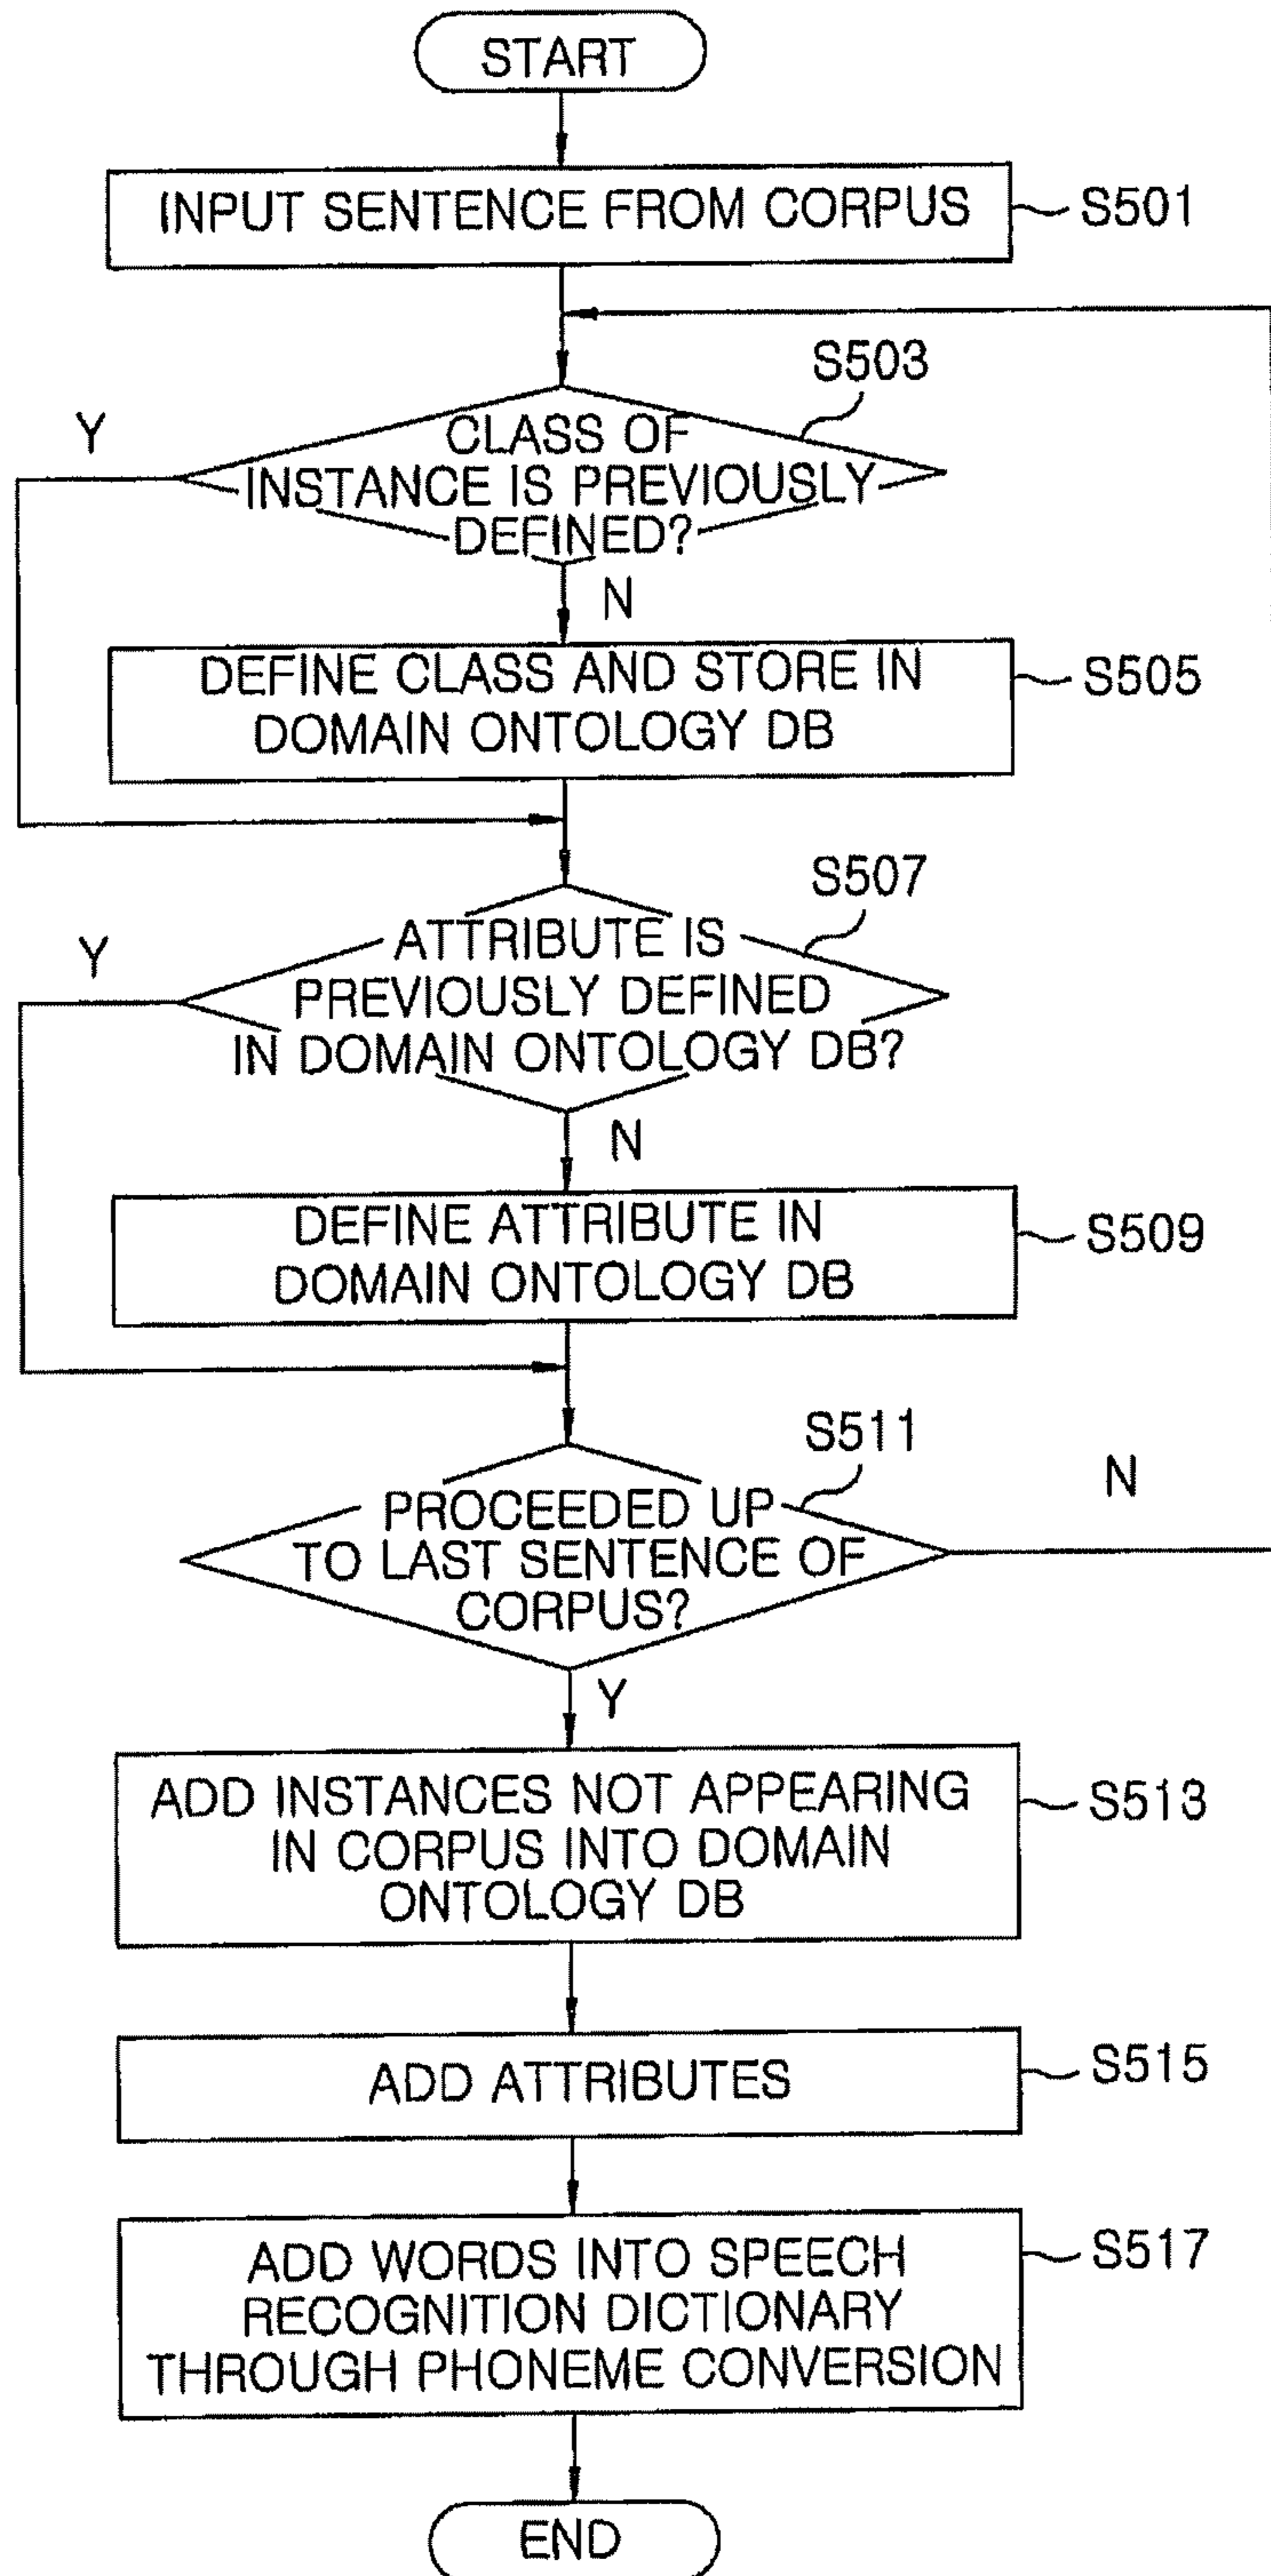 START
INPUT SENTENCE FROM CORPUS
S501
S503
Y
CLASS OF
INSTANCE IS PREVIOUSLY
DEFINED?
N
DEFINE CLASS AND STORE IN
DOMAIN ONTOLOGY DB
S505
S507
Y
ATTRIBUTE IS
PREVIOUSLY DEFINED
IN DOMAIN ONTOLOGY DB?
N
DEFINE ATTRIBUTE IN
DOMAIN ONTOLOGY DB
S509
S511
N
PROCEEDED UP
TO LAST SENTENCE OF
CORPUS?
Y
ADD INSTANCES NOT APPEARING
IN CORPUS INTO DOMAIN
ONTOLOGY DB
S513
ADD ATTRIBUTES
S515
ADD WORDS INTO SPEECH
RECOGNITION DICTIONARY
THROUGH PHONEME CONVERSION
S517
END